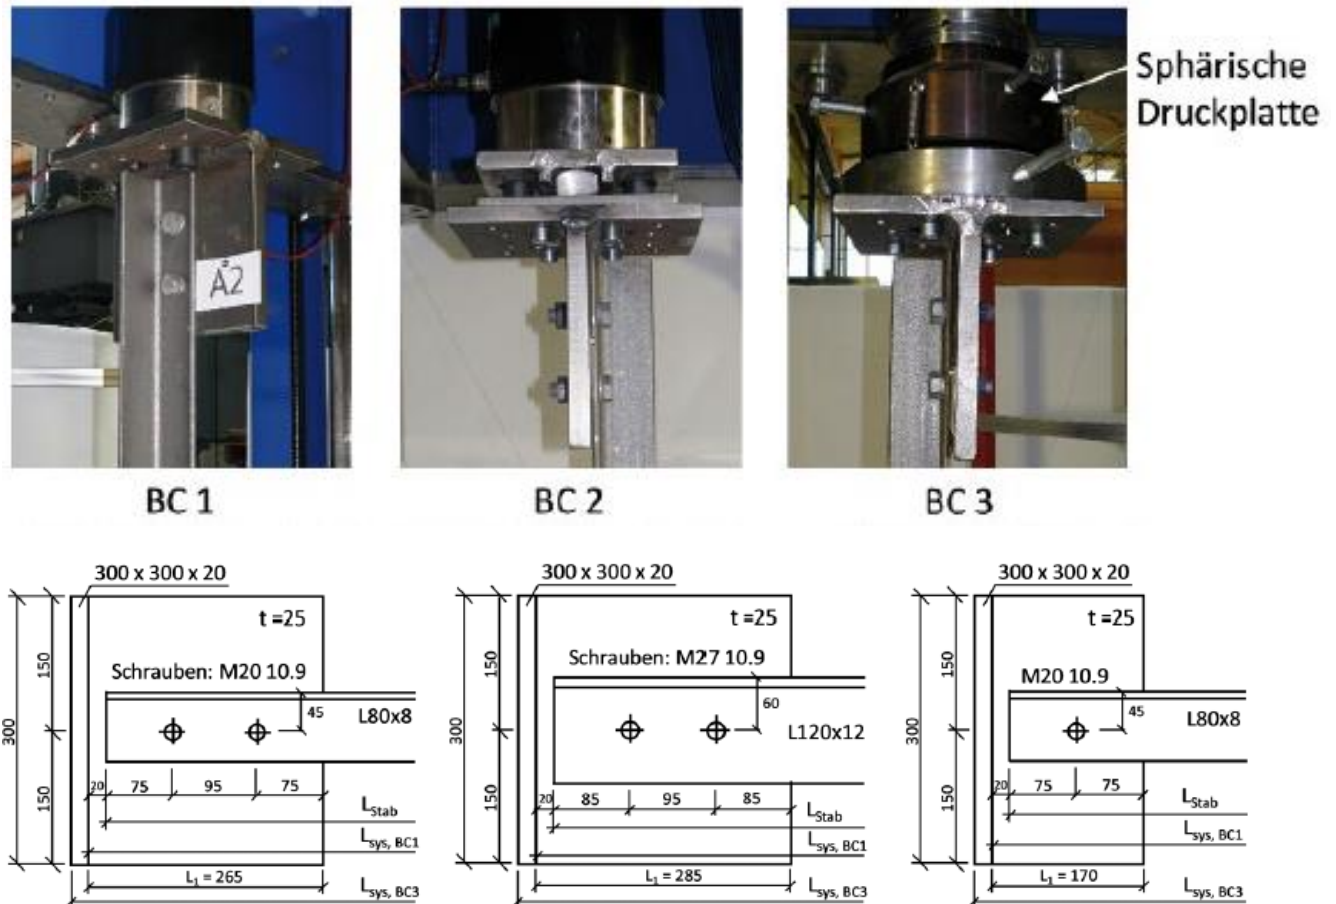 Sphärische
Druckplatte
A2
BC 1
BC 2
BC 3
300 x 300 x 20
t =25
Schrauben: M20 10.9
45
L80x8
150
300
150
20
75
95
75
LStab
Lsys, BC1
L1 = 265
Lsys, BC3
300 x 300 x 20
t =25
Schrauben: M27 10.9
60
L120x12
150
300
150
20
85
95
85
LStab
Lsys, BC1
L1 = 285
Lsys, BC3
300 x 300 x 20
t =25
M20 10.9
45
L80x8
150
300
150
20
75
75
LStab
Lsys, BC1
L1 = 170
Lsys, BC3